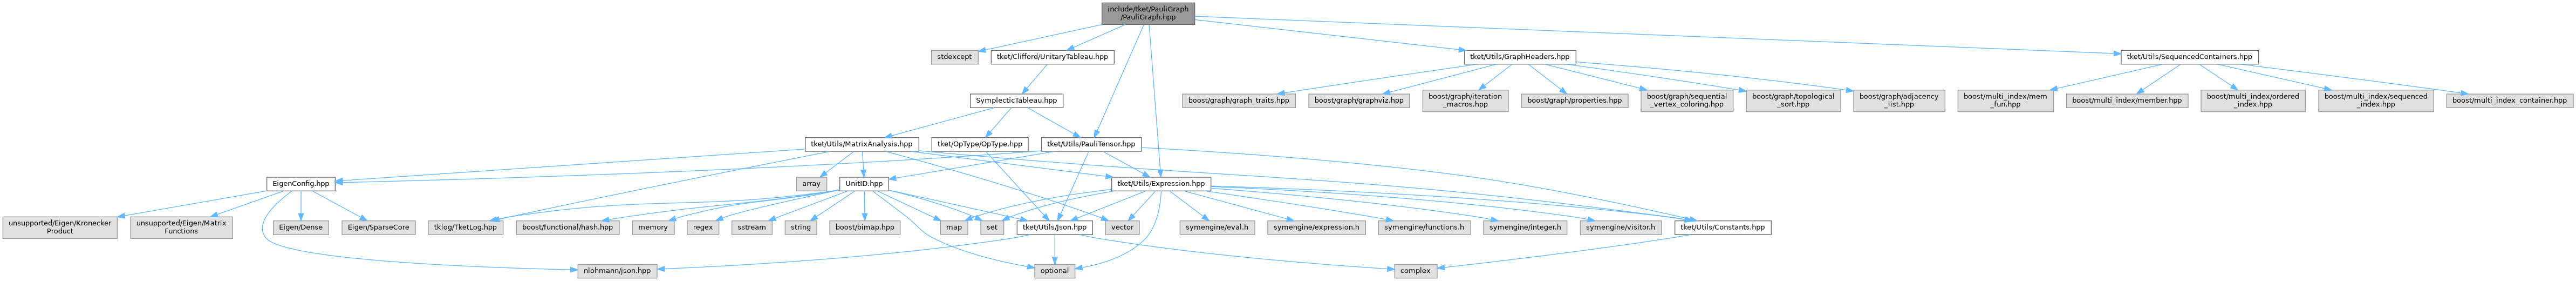 include/tket/PauliGraph
/PauliGraph.hpp
stdexcept
tket/Clifford/UnitaryTableau.hpp
tket/Utils/GraphHeaders.hpp
tket/Utils/SequencedContainers.hpp
SymplecticTableau.hpp
boost/graph/graph_traits.hpp
boost/graph/graphviz.hpp
boost/graph/iteration
_macros.hpp
boost/graph/properties.hpp
boost/graph/sequential
_vertex_coloring.hpp
boost/graph/topological
_sort.hpp
boost/graph/adjacency
_list.hpp
boost/multi_index/mem
_fun.hpp
boost/multi_index/member.hpp
boost/multi_index/ordered
_index.hpp
boost/multi_index/sequenced
_index.hpp
boost/multi_index_container.hpp
tket/Utils/MatrixAnalysis.hpp
tket/OpType/OpType.hpp
tket/Utils/PauliTensor.hpp
EigenConfig.hpp
array
UnitID.hpp
tket/Utils/Expression.hpp
unsupported/Eigen/Kronecker
Product
unsupported/Eigen/Matrix
Functions
Eigen/Dense
Eigen/SparseCore
tklog/TketLog.hpp
boost/functional/hash.hpp
memory
regex
sstream
string
boost/bimap.hpp
map
set
tket/Utils/Json.hpp
vector
symengine/eval.h
symengine/expression.h
symengine/functions.h
symengine/integer.h
symengine/visitor.h
tket/Utils/Constants.hpp
nlohmann/json.hpp
optional
complex